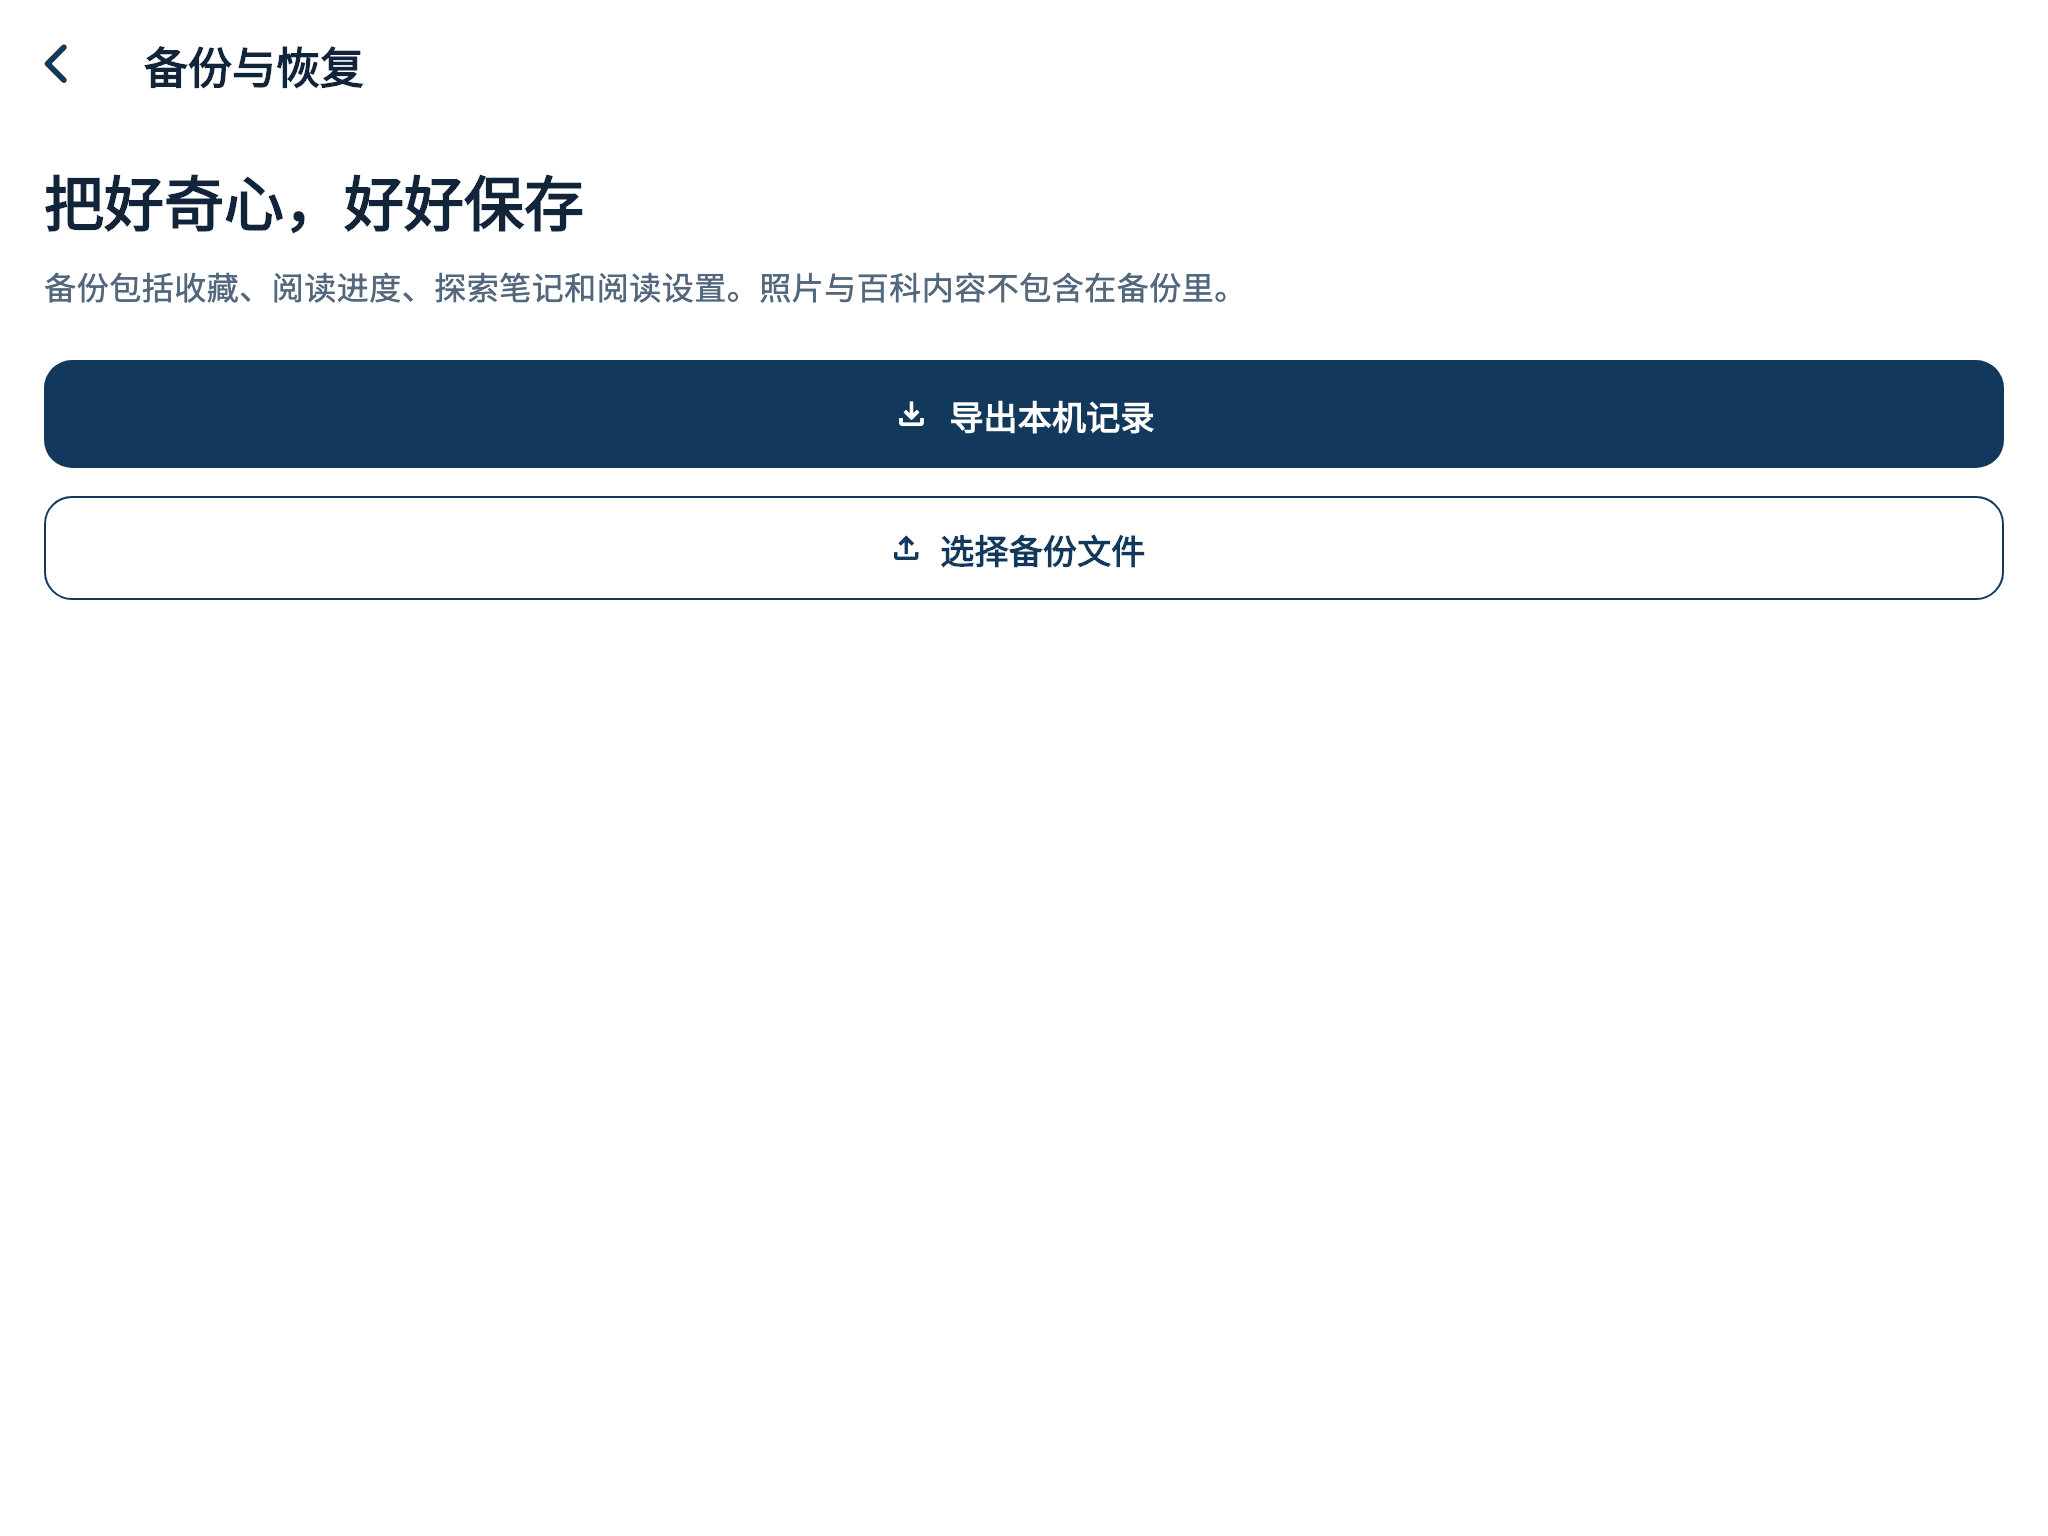 备份与恢复
把好奇心，好好保存
备份包括收藏、阅读进度、探索笔记和阅读设置。照片与百科内容不包含在备份里。
导出本机记录
选择备份文件